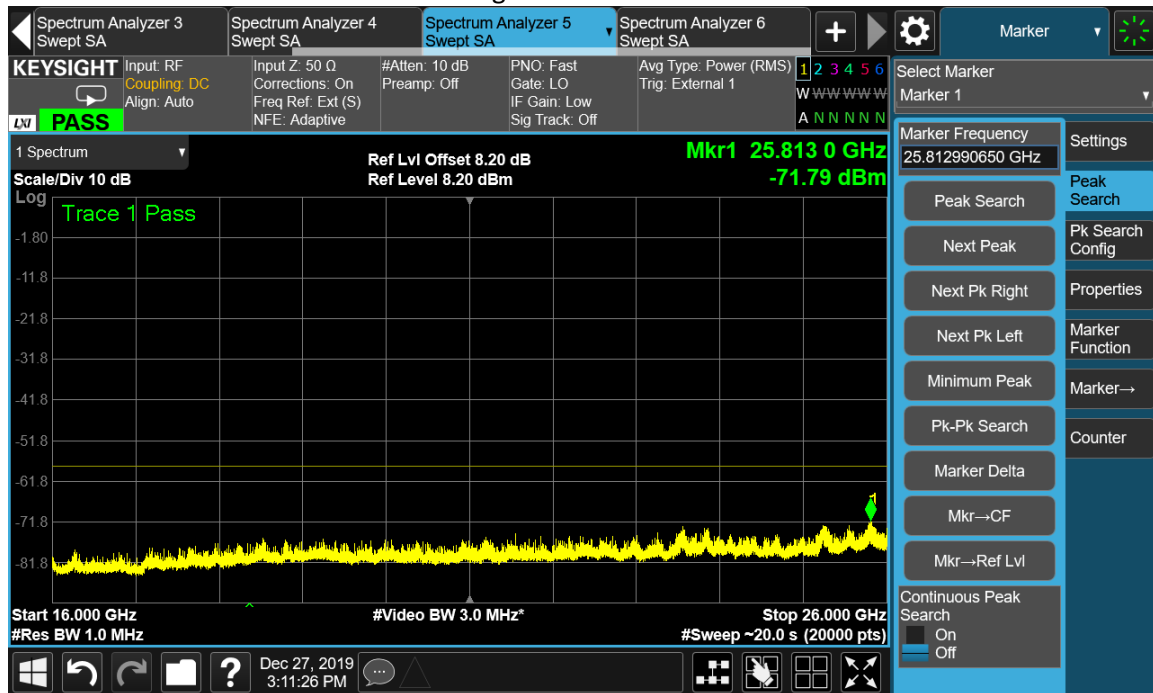 Spectrum Analyzer 3
Swept SA
Spectrum Analyzer 4
Swept SA
Spectrum Analyzer 5
Swept SA
Spectrum Analyzer 6
Swept SA
+
Marker
KEYSIGHT
LXI PASS
Input: RF
Coupling: DC
Align: Auto
Input Z: 50 Ω
Corrections: On
Freq Ref: Ext (S)
NFE: Adaptive
#Atten: 10 dB
Preamp: Off
PNO: Fast
Gate: LO
IF Gain: Low
Sig Track: Off
Avg Type: Power (RMS)
Trig: External 1
1 2 3 4 5 6
W W W W W W
A N N N N N
Select Marker
Marker 1
1 Spectrum
Scale/Div 10 dB
Ref Lvl Offset 8.20 dB
Ref Level 8.20 dBm
Mkr1 25.813 0 GHz
-71.79 dBm
Log
Trace 1 Pass
-1.80
-11.8
-21.8
-31.8
-41.8
-51.8
-61.8
-71.8
-81.8
1
Start 16.000 GHz
#Res BW 1.0 MHz
#Video BW 3.0 MHz*
Stop 26.000 GHz
#Sweep ~20.0 s (20000 pts)
Marker Frequency
25.812990650 GHz
Peak Search
Next Peak
Next Pk Right
Next Pk Left
Minimum Peak
Pk-Pk Search
Marker Delta
Mkr→CF
Mkr→Ref Lvl
Continuous Peak
Search
On
Off
Settings
Peak
Search
Pk Search
Config
Properties
Marker
Function
Marker→
Counter
?
Dec 27, 2019
3:11:26 PM